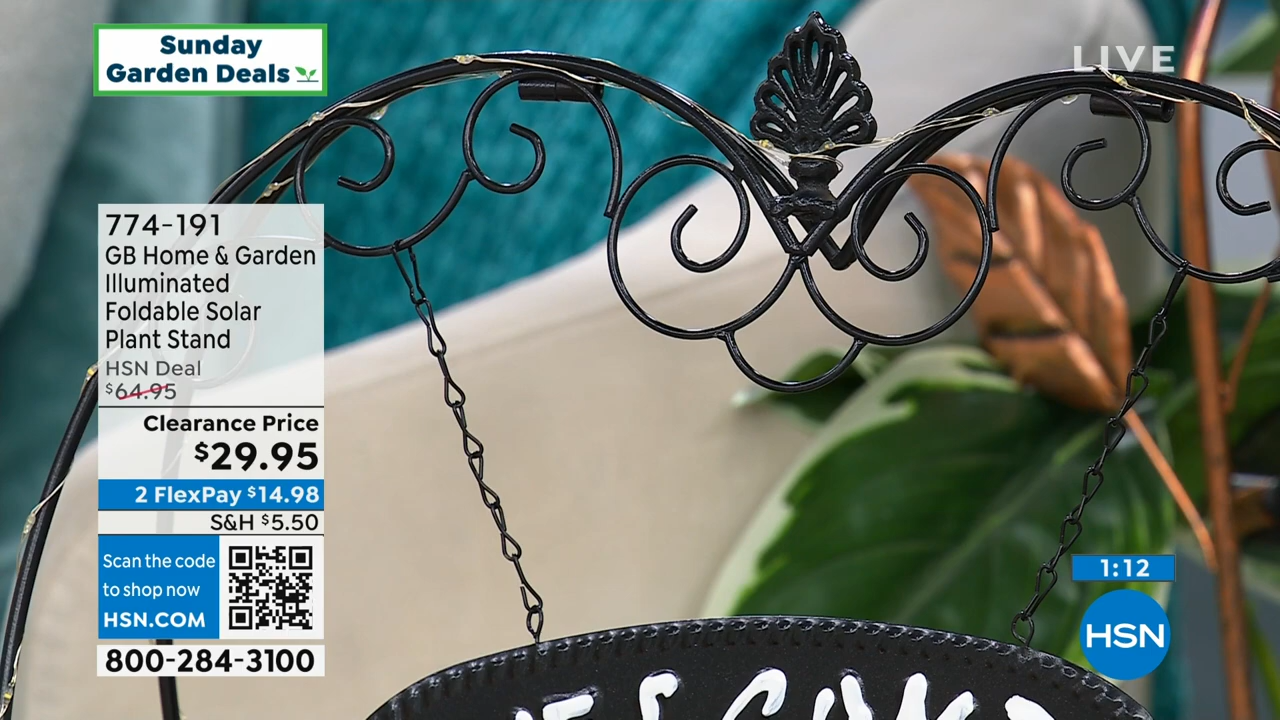 Sunday
Garden Deals
LIVE
774-191
GB Home & Garden
Illuminated
Foldable Solar
Plant Stand
HSN Deal
$64.95
Clearance Price
$29.95
2 FlexPay $14.98
S&H $5.50
Scan the code
to shop now
HSN.COM
800-284-3100
1:12
HSN